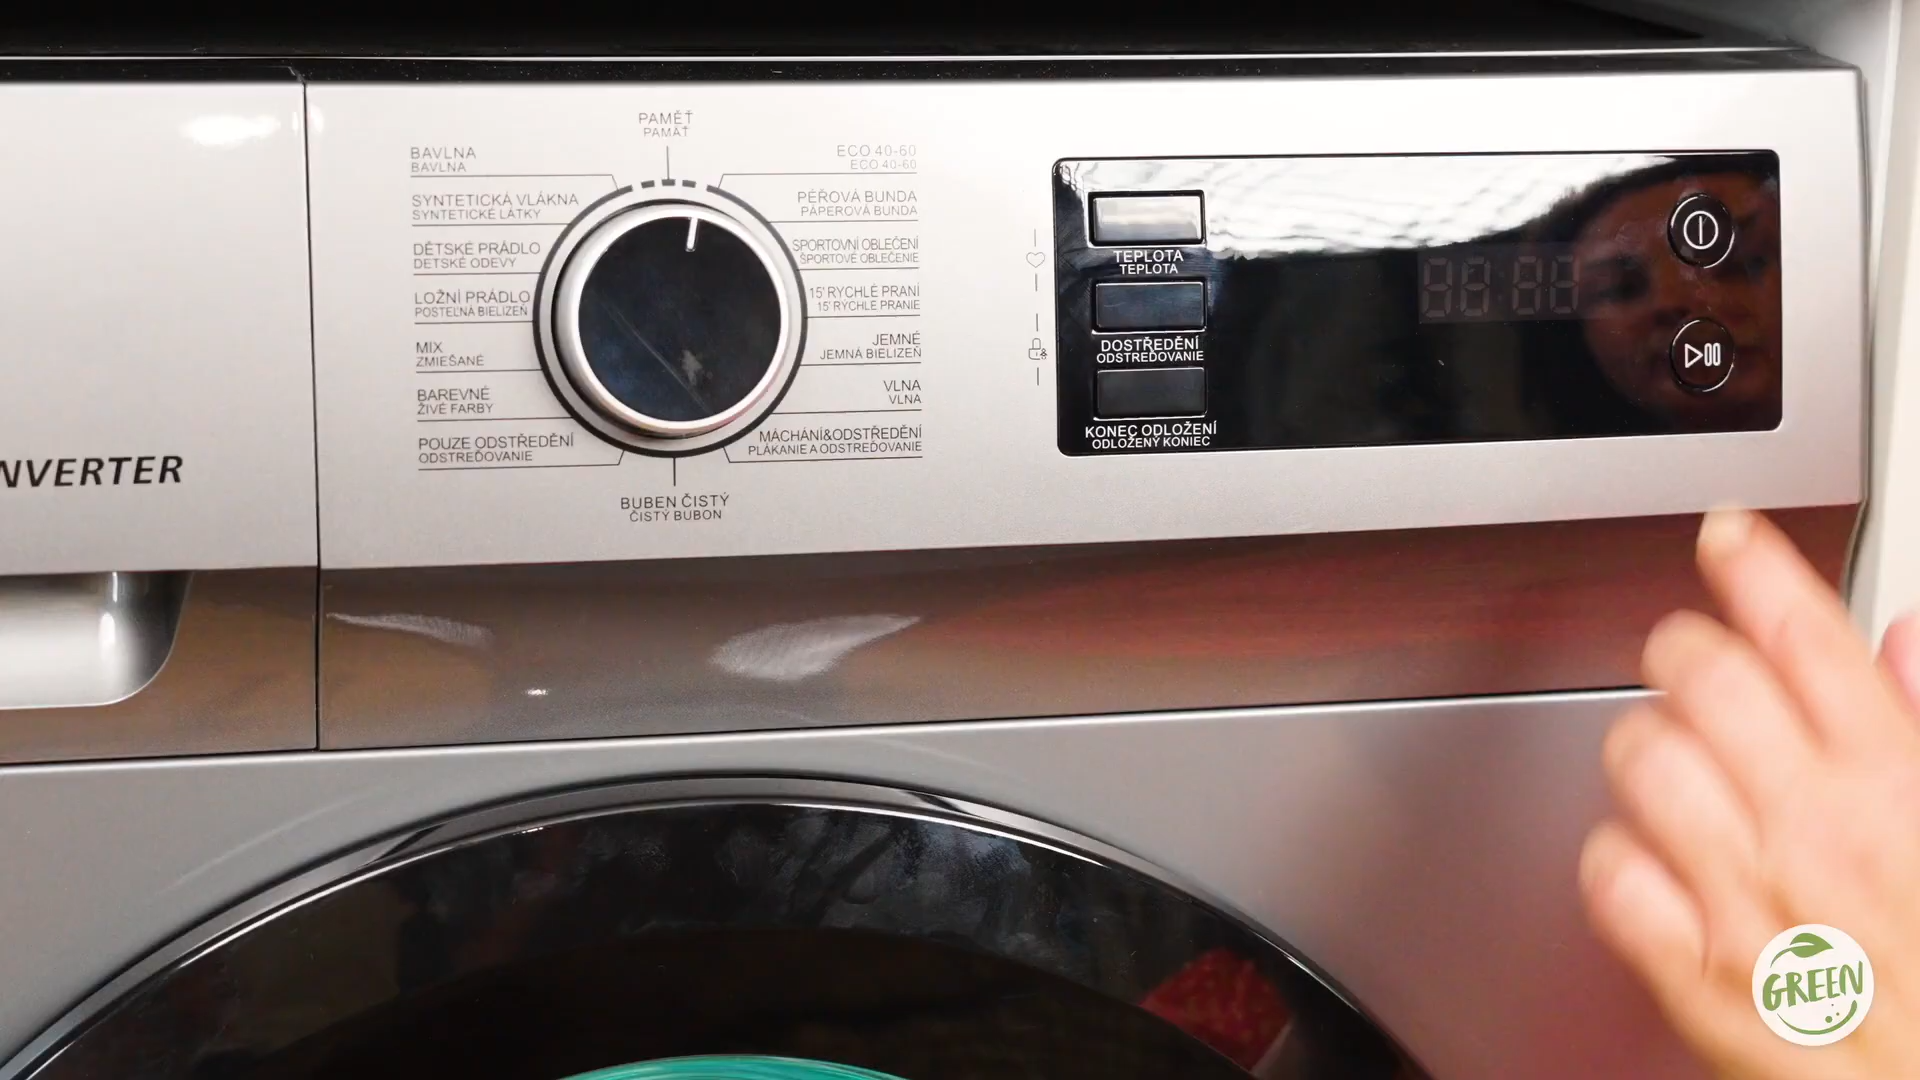 PAMĚŤ
PAMÄŤ
BAVLNA
BAVLNA
SYNTETICKÁ VLÁKNA
SYNTETICKÉ LÁTKY
DĚTSKÉ PRÁDLO
DETSKÉ ODEVY
LOŽNÍ PRÁDLO
POSTEĽNÁ BIELIZEŇ
MIX
ZMIEŠANÉ
BAREVNÉ
ŽIVÉ FARBY
POUZE ODSTŘEDĚNÍ
ODSTREĎOVANIE
BUBEN ČISTÝ
ČISTÝ BUBON
ECO 40-60
ECO 40-60
PÉŘOVÁ BUNDA
PÁPEROVÁ BUNDA
SPORTOVNÍ OBLEČENÍ
ŠPORTOVÉ OBLEČENIE
15' RYCHLÉ PRANÍ
15' RÝCHLE PRANIE
JEMNÉ
JEMNÁ BIELIZEŇ
VLNA
VLNA
MÁCHÁNÍ&ODSTŘEDĚNÍ
PLÁKANIE A ODSTREĎOVANIE
TEPLOTA
TEPLOTA
DOSTŘEDĚNÍ
ODSTREĎOVANIE
KONEC ODLOŽENÍ
ODLOŽENÝ KONIEC
88:88
NVERTER
GREEN